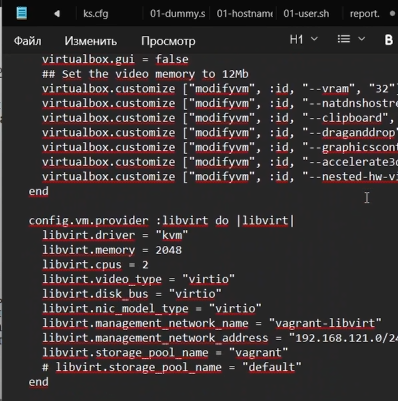 ks.cfg 01-dummy.s 01-hostname 01-user.sh report.
Файл Изменить Просмотр H1 B
virtualbox.gui = false
## Set the video memory to 12Mb
virtualbox.customize ["modifyvm", :id, "--vram", "32"
virtualbox.customize ["modifyvm", :id, "--natdnshostre
virtualbox.customize ["modifyvm", :id, "--clipboard",
virtualbox.customize ["modifyvm", :id, "--draganddrop"
virtualbox.customize ["modifyvm", :id, "--graphicscont
virtualbox.customize ["modifyvm", :id, "--accelerate3d
virtualbox.customize ["modifyvm", :id, "--nested-hw-vi
end
config.vm.provider :libvirt do |libvirt|
libvirt.driver = "kvm"
libvirt.memory = 2048
libvirt.cpus = 2
libvirt.video_type = "virtio"
libvirt.disk_bus = "virtio"
libvirt.nic_model_type = "virtio"
libvirt.management_network_name = "vagrant-libvirt"
libvirt.management_network_address = "192.168.121.0/24
libvirt.storage_pool_name = "vagrant"
# libvirt.storage_pool_name = "default"
end